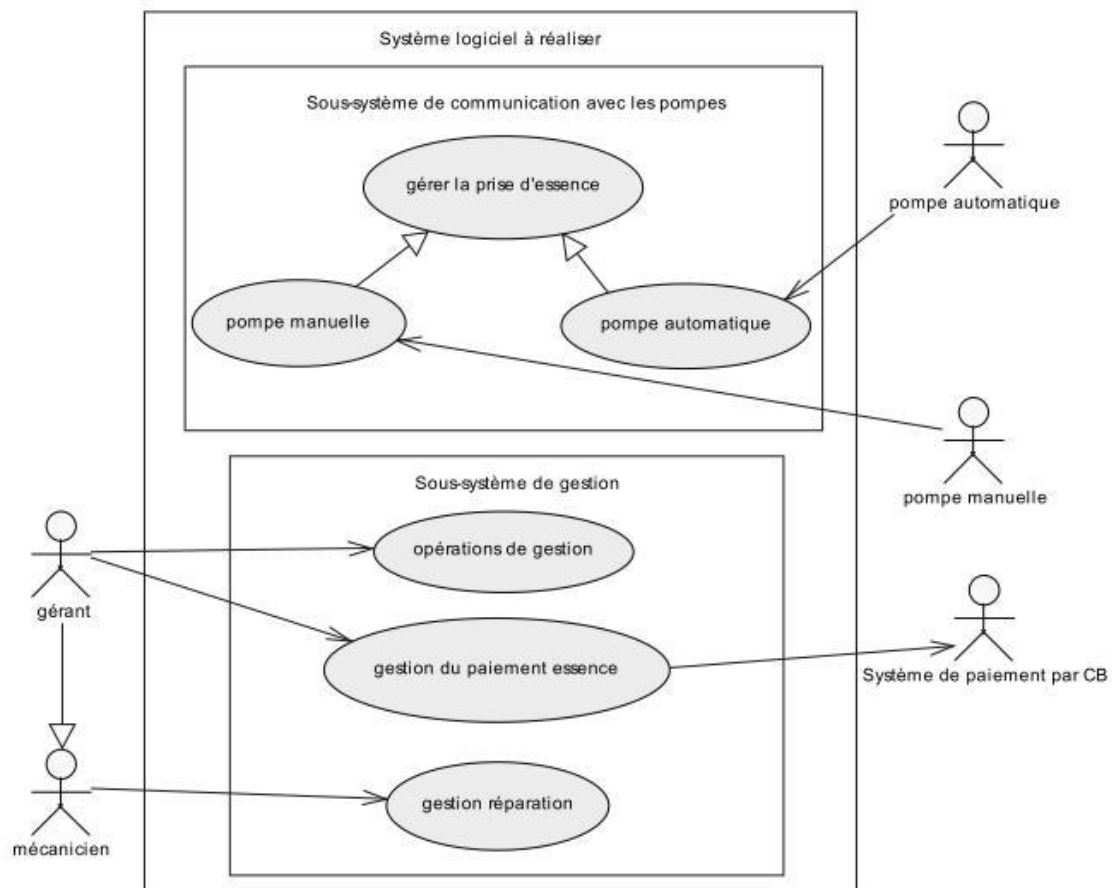 Système logiciel à réaliser
Sous-système de communication avec les pompes
gérer la prise d'essence
pompe automatique
pompe manuelle
pompe automatique
pompe manuelle
Sous-système de gestion
opérations de gestion
gérant
gestion du paiement essence
Système de paiement par CB
gestion réparation
mécanicien